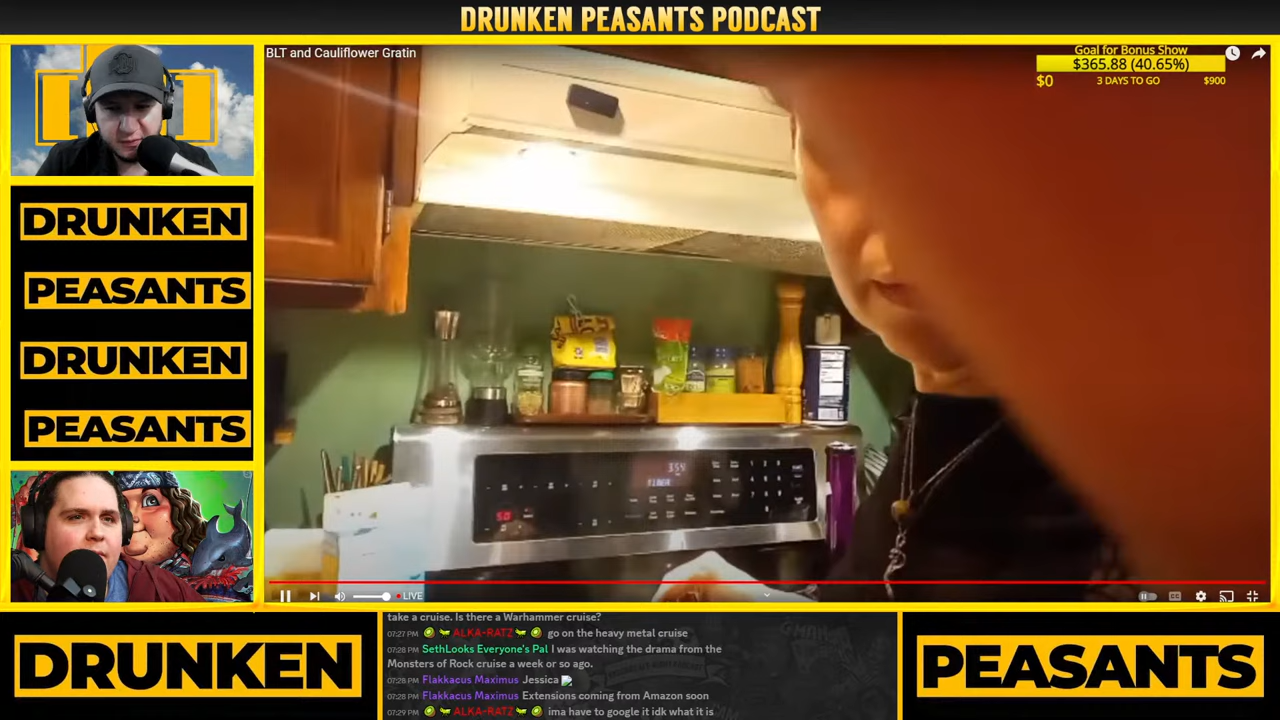 DRUNKEN PEASANTS PODCAST
BLT and Cauliflower Gratin
Goal for Bonus Show
$365.88 (40.65%)
$0
3 DAYS TO GO
$900
DRUNKEN
PEASANTS
DRUNKEN
PEASANTS
LIVE
take a cruise. Is there a Warhammer cruise?
07:27 PM ALKA-RATZ go on the heavy metal cruise
07:28 PM SethLooks Everyone's Pal I was watching the drama from the
Monsters of Rock cruise a week or so ago.
07:28 PM Flakkacus Maximus Jessica
07:28 PM Flakkacus Maximus Extensions coming from Amazon soon
07:29 PM ALKA-RATZ ima have to google it idk what it is
DRUNKEN
PEASANTS